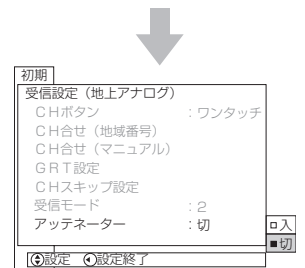 初期
受信設定（地上アナログ）
ＣＨボタン ：ワンタッチ
ＣＨ合せ（地域番号）
ＣＨ合せ（マニュアル）
ＧＲＴ設定
ＣＨスキップ設定
受信モード ：２
アッテネーター ：切
入
切
設定 設定終了